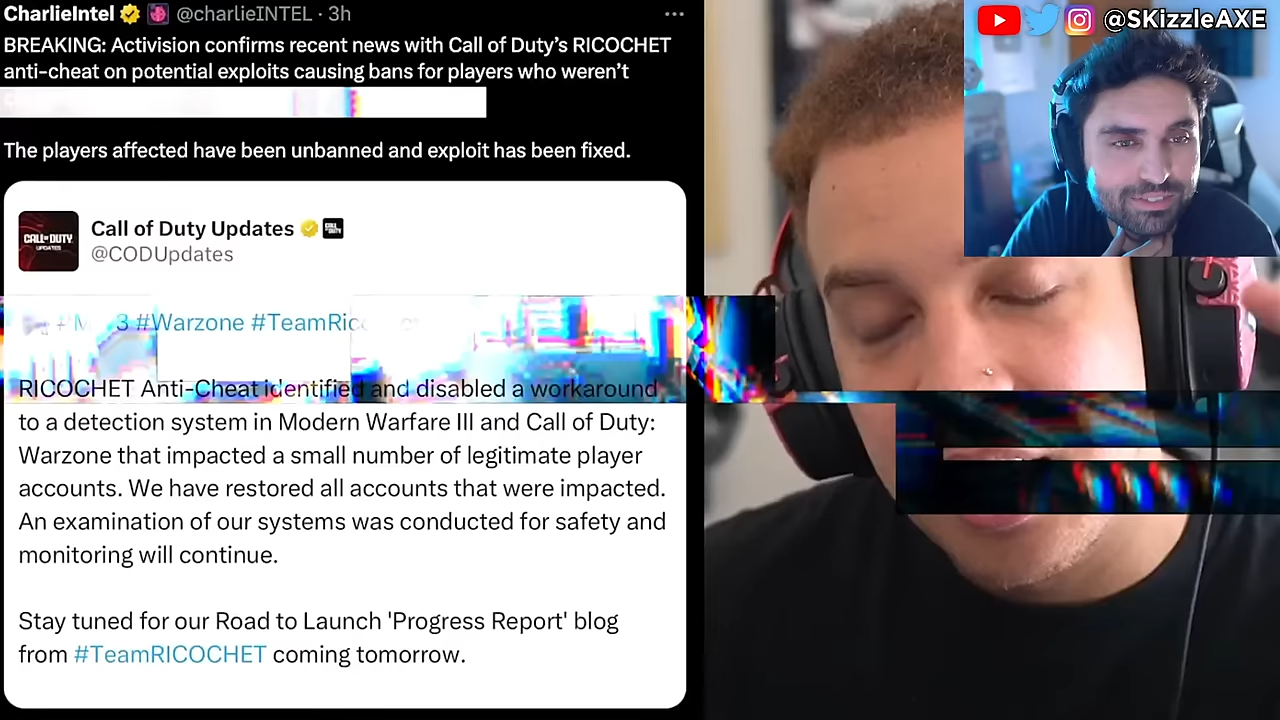 CharlieIntel @charlieINTEL · 3h
BREAKING: Activision confirms recent news with Call of Duty’s RICOCHET
anti-cheat on potential exploits causing bans for players who weren’t
The players affected have been unbanned and exploit has been fixed.
CALL OF DUTY
UPDATES
Call of Duty Updates
@CODUpdates
#Warzone
RICOCHET Anti-Cheat identified and disabled a workaround
to a detection system in Modern Warfare III and Call of Duty:
Warzone that impacted a small number of legitimate player
accounts. We have restored all accounts that were impacted.
An examination of our systems was conducted for safety and
monitoring will continue.
Stay tuned for our Road to Launch 'Progress Report' blog
from #TeamRICOCHET coming tomorrow.
@SKizzleAXE